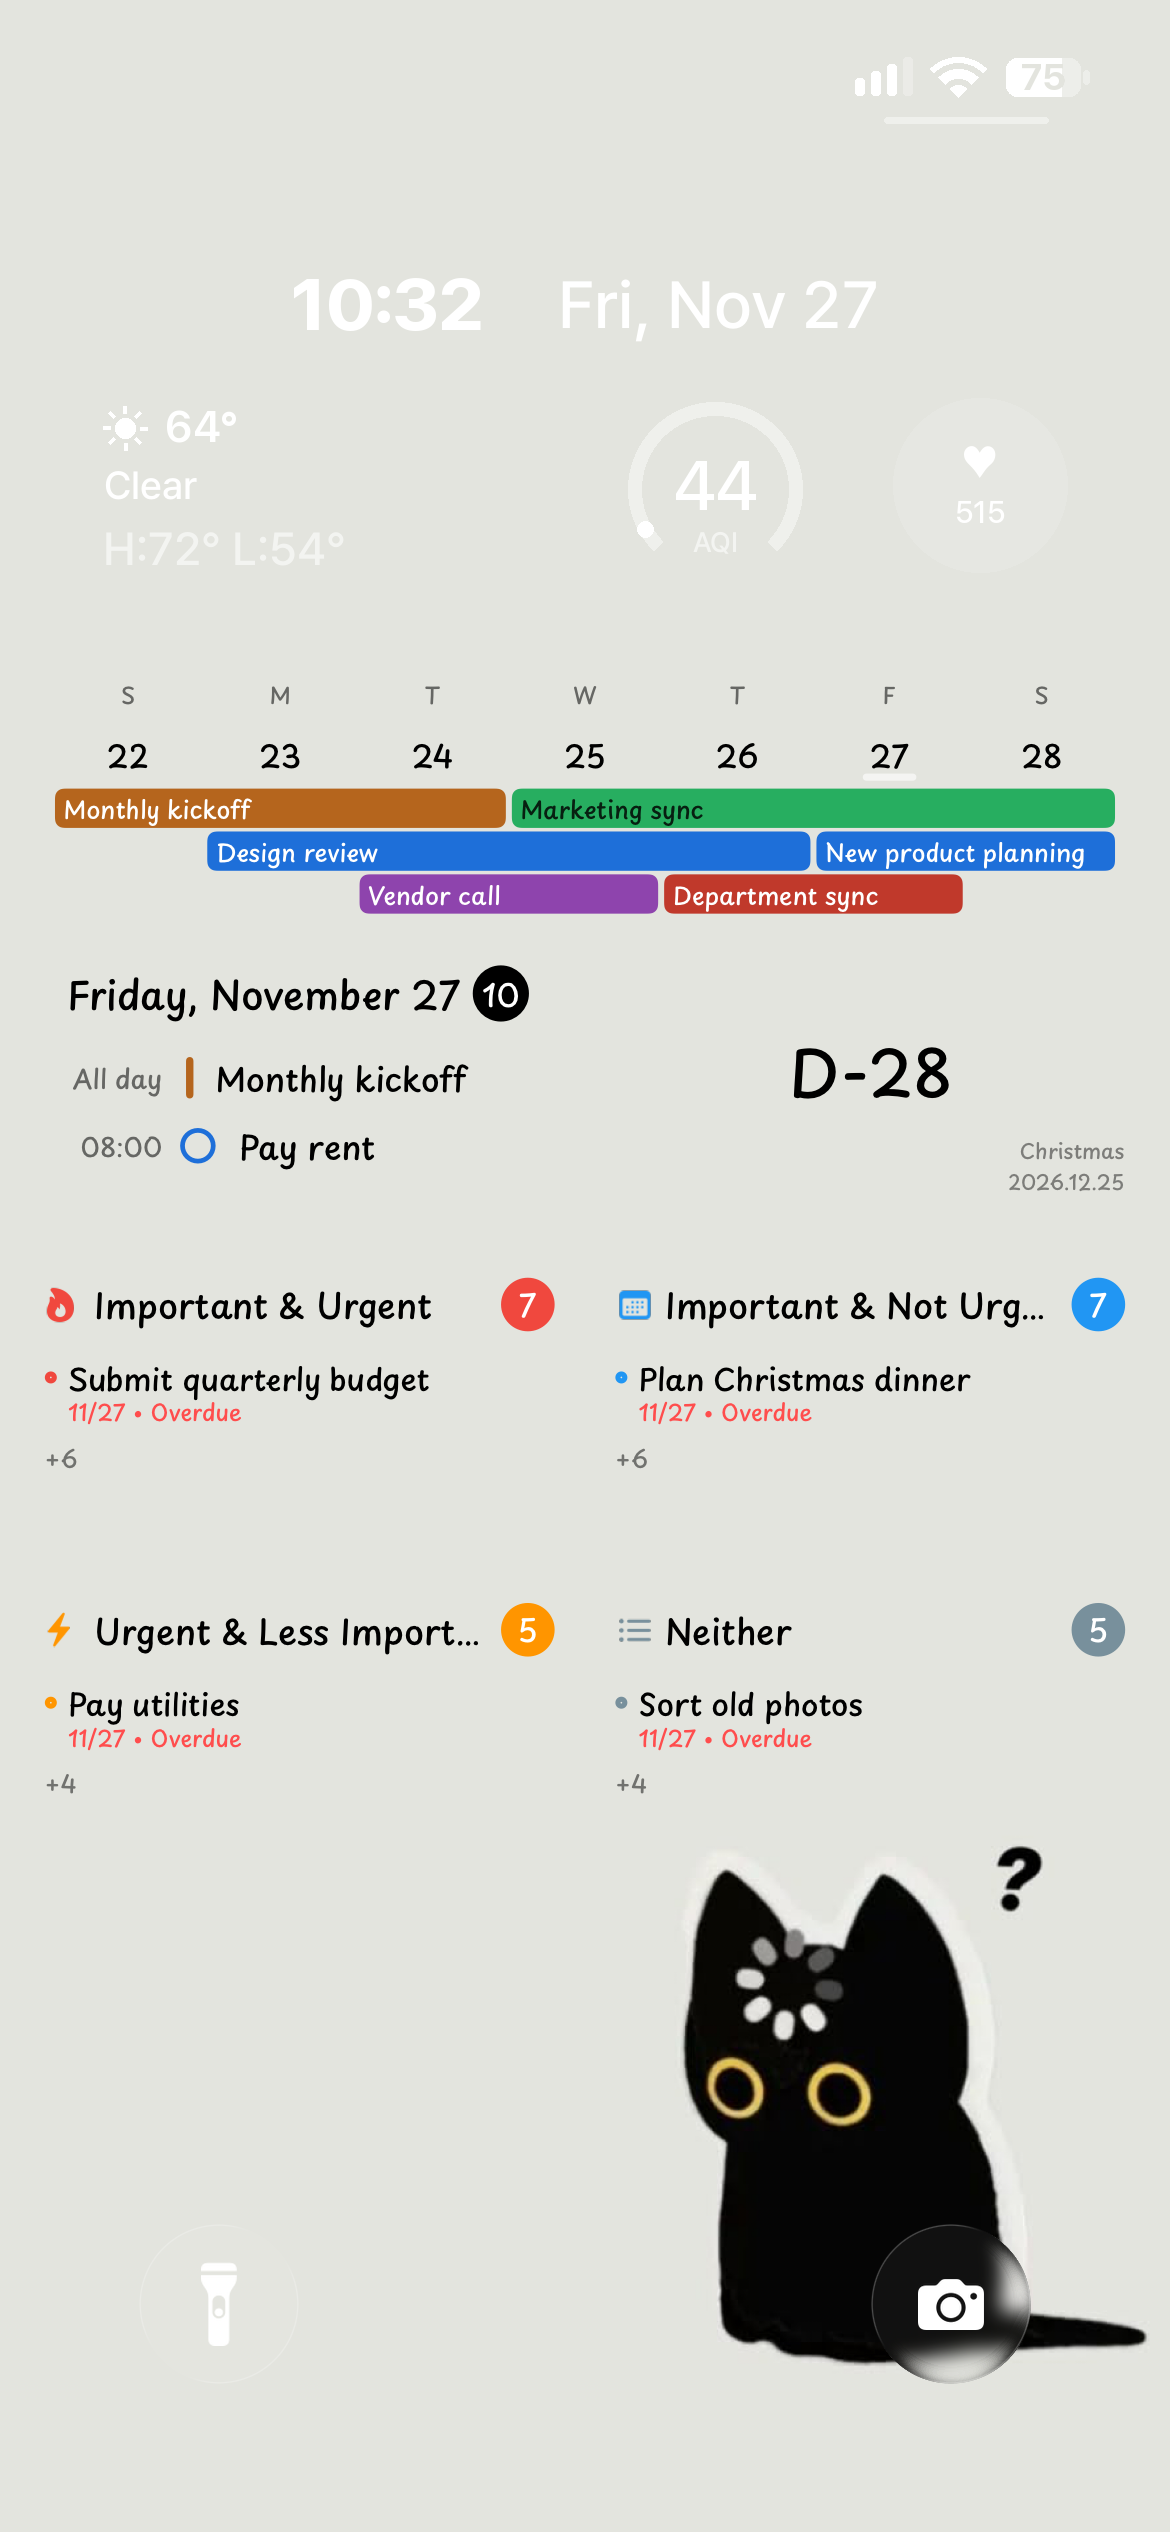 75
10:32 Fri, Nov 27
64°
Clear
H:72° L:54°
44
AQI
515
S M T W T F S
22 23 24 25 26 27 28
Monthly kickoff Marketing sync
Design review New product planning
Vendor call Department sync
Friday, November 27 10
All day Monthly kickoff
08:00 Pay rent
D-28
Christmas
2026.12.25
Important & Urgent 7
Submit quarterly budget
11/27 • Overdue
+6
Important & Not Urg... 7
Plan Christmas dinner
11/27 • Overdue
+6
Urgent & Less Import... 5
Pay utilities
11/27 • Overdue
+4
Neither 5
Sort old photos
11/27 • Overdue
+4
?